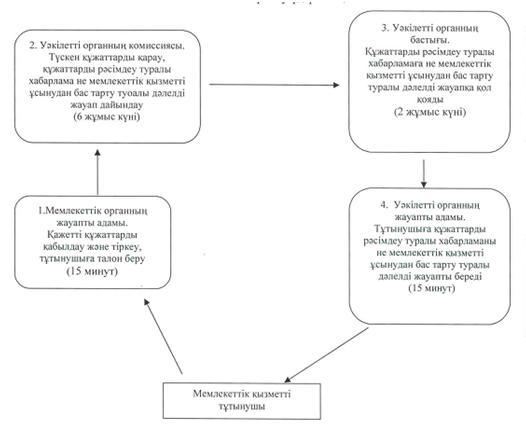 2. Уәкілетті органның комиссиясы.
Түскен құжаттарды қарау,
құжаттарды рәсімдеу туралы
хабарлама не мемлекеттік қызметті
ұсынудан бас тарту туоалы дәлелді
жауап дайындау
(6 жұмыс күні)
3. Уәкілетті органның
бастығы.
Құжаттарды рәсімдеу туралы
хабарламаға не мемлекеттік
қызметті ұсынудан бас тарту
туралы дәлелді жауапқа қол
қояды
(2 жұмыс күні)
1.Мемлекеттік органның
жауапты адамы.
Қажетті құжаттарды
қабылдау және тіркеу,
тұтынушыға талон беру
(15 минут)
4. Уәкілетті органның
жауапты адамы.
Тұтынушыға құжаттарды
рәсімдеу туралы хабарламаны
не мемлекеттік қызметті
ұсынудан бас тарту туралы
дәлелді жауапты береді
(15 минут)
Мемлекеттік қызметті
тұтынушы